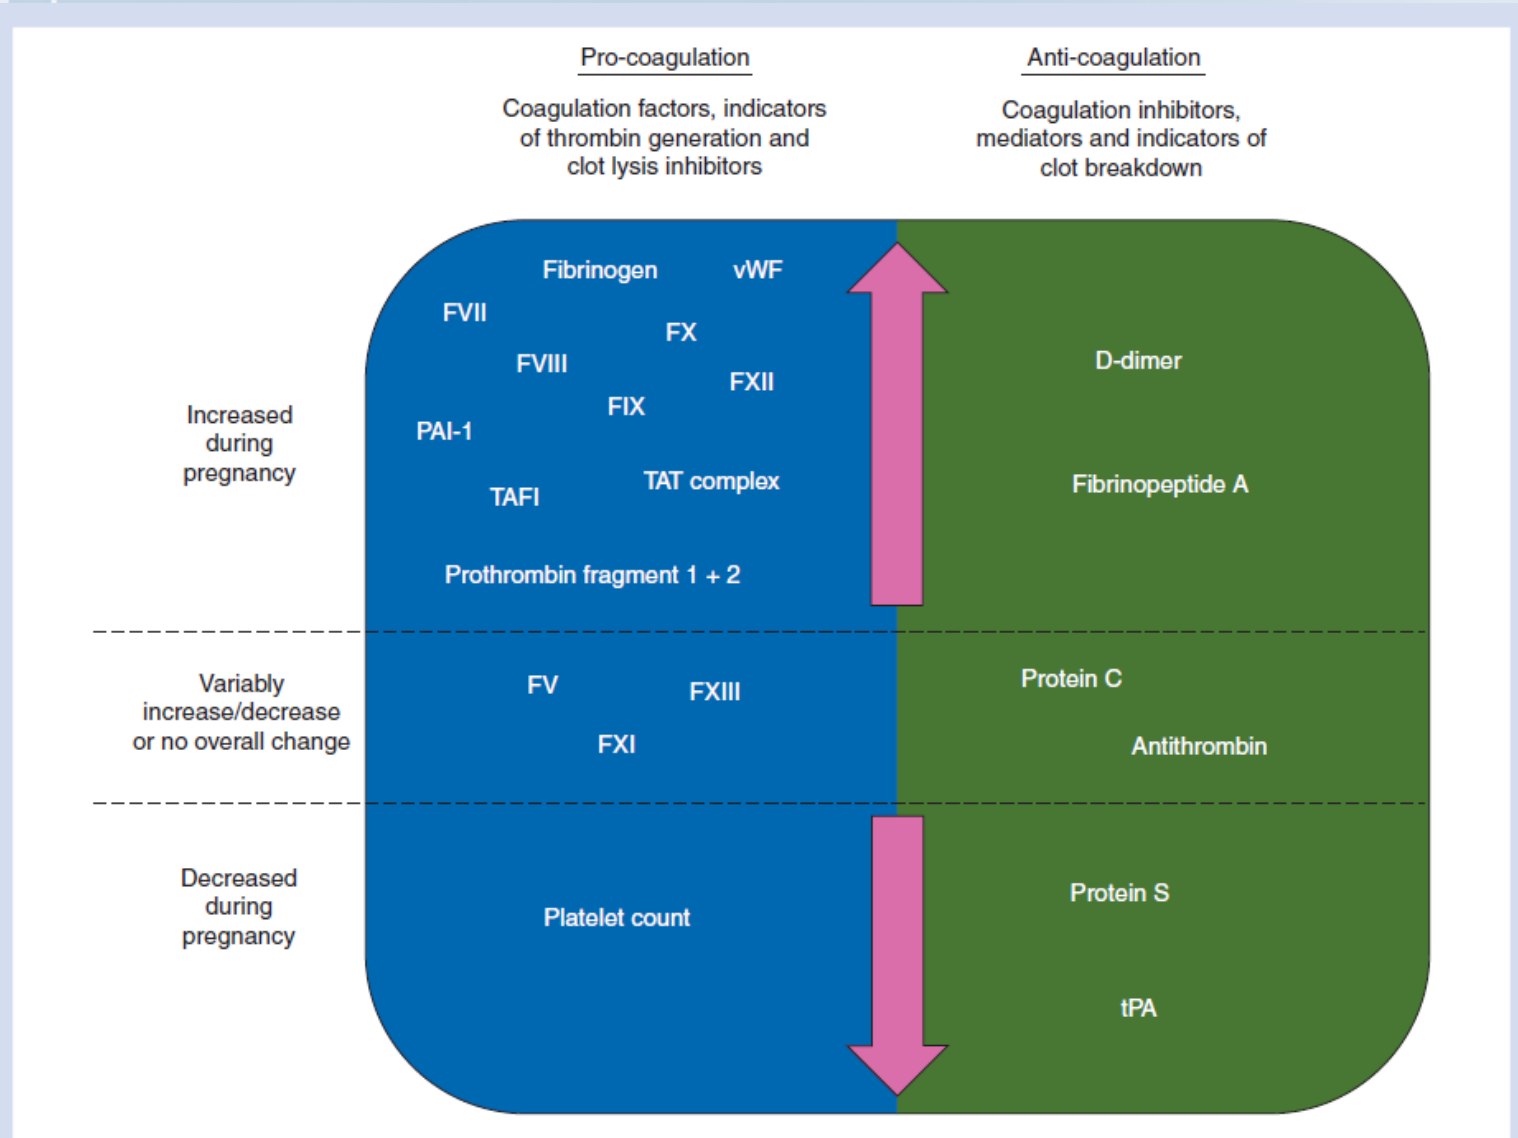 Pro-coagulation
Anti-coagulation
Coagulation factors, indicators
of thrombin generation and
clot lysis inhibitors
Coagulation inhibitors,
mediators and indicators of
clot breakdown
Increased
during
pregnancy
Fibrinogen
vWF
FVII
FX
FVIII
FXII
FIX
PAI-1
TAT complex
TAFI
Prothrombin fragment 1 + 2
D-dimer
Fibrinopeptide A
Variably
increase/decrease
or no overall change
FV
FXIII
FXI
Protein C
Antithrombin
Decreased
during
pregnancy
Platelet count
Protein S
tPA